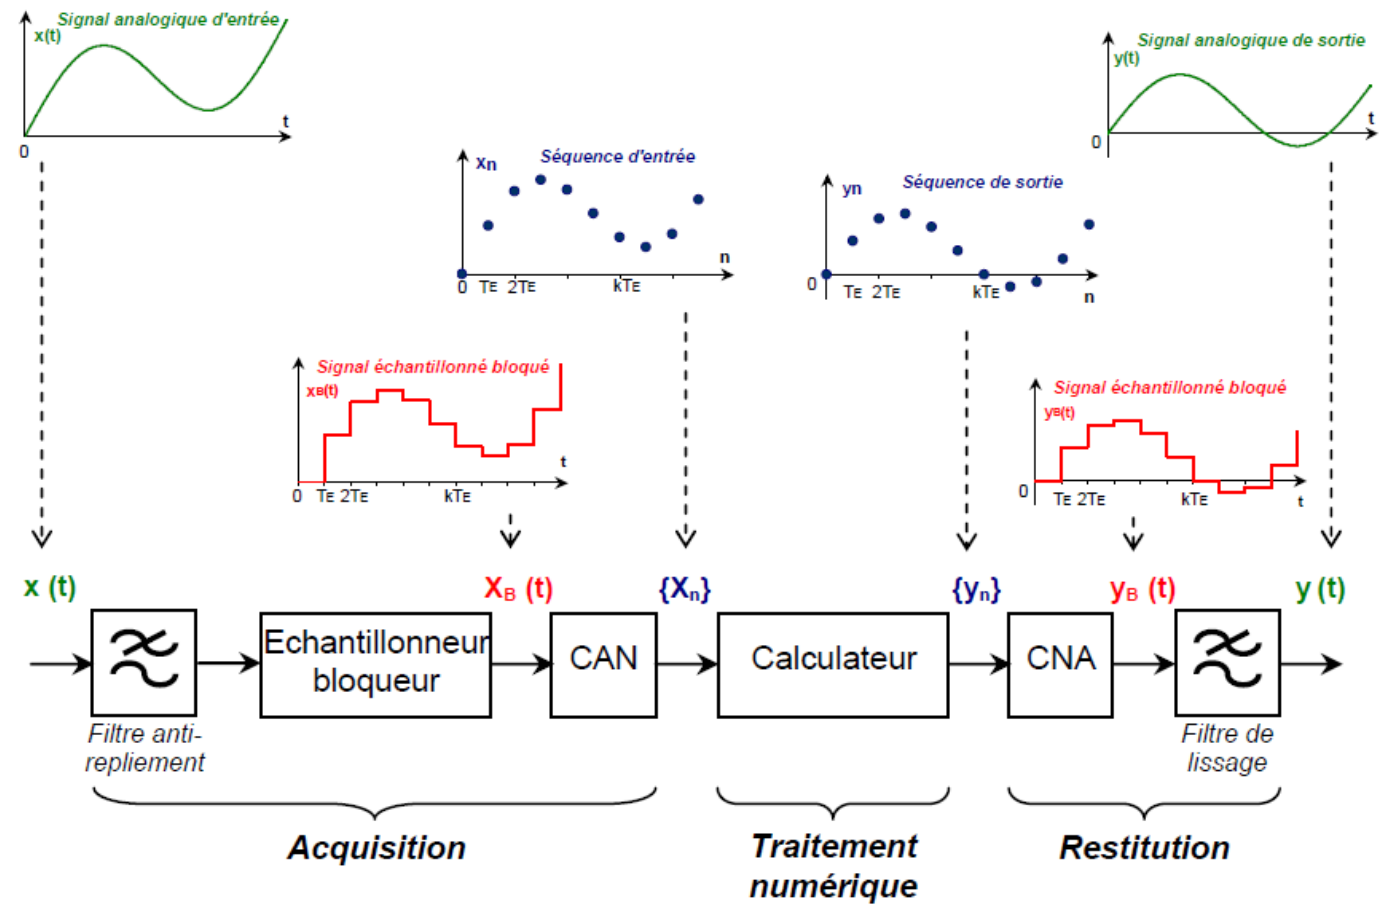 Signal analogique d'entrée
x(t)
t
0
Signal analogique de sortie
y(t)
t
0
Séquence d'entrée
xn
n
0 TE 2TE kTE
Séquence de sortie
yn
0
TE 2TE kTE
n
Signal échantillonné bloqué
xB(t)
t
0 TE 2TE kTE
Signal échantillonné bloqué
yB(t)
0
TE 2TE kTE
t
x (t) XB (t) {Xn} {yn} yB (t) y (t)
Echantillonneur
bloqueur
CAN
Calculateur
CNA
Filtre anti-
repliement
Filtre de
lissage
Acquisition
Traitement
numérique
Restitution